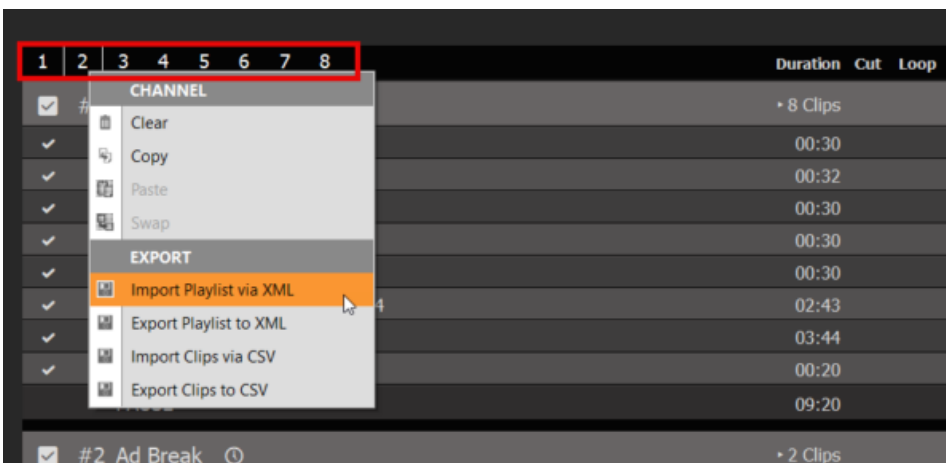 1 2 3 4 5 6 7 8 Duration Cut Loop
# ‣ 8 Clips
CHANNEL
Clear
00:30
Copy
00:32
Paste
00:30
Swap
00:30
EXPORT
00:30
Import Playlist via XML
4 02:43
Export Playlist to XML
03:44
Import Clips via CSV
00:20
Export Clips to CSV
09:20
#2 Ad Break ‣ 2 Clips